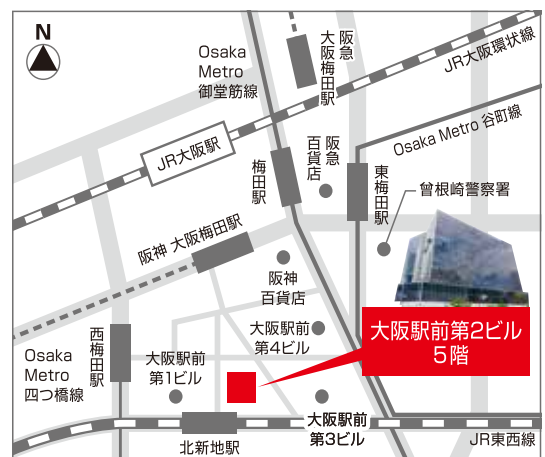 N
Osaka
Metro
御堂筋線
阪急
大阪梅田駅
JR大阪環状線
JR大阪駅
梅田駅
阪急
百貨店
Osaka Metro 谷町線
東梅田駅
曾根崎警察署
阪神 大阪梅田駅
阪神
百貨店
大阪駅前第2ビル
5階
大阪駅前
第4ビル
西梅田駅
Osaka
Metro
四つ橋線
大阪駅前
第1ビル
大阪駅前
第3ビル
北新地駅
JR東西線